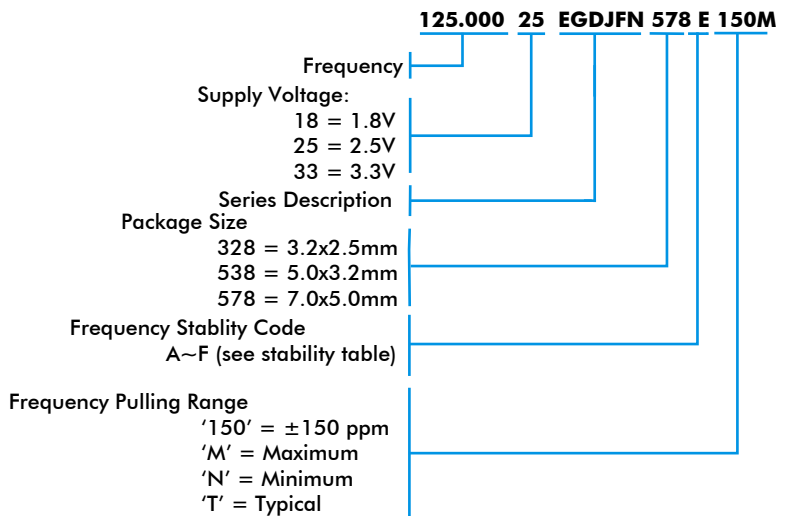 125.000 25 EGDJFN 578 E 150M
Frequency
Supply Voltage:
18 = 1.8V
25 = 2.5V
33 = 3.3V
Series Description
Package Size
328 = 3.2x2.5mm
538 = 5.0x3.2mm
578 = 7.0x5.0mm
Frequency Stablity Code
A~F (see stability table)
Frequency Pulling Range
‘150’ = ±150 ppm
‘M’ = Maximum
‘N’ = Minimum
‘T’ = Typical